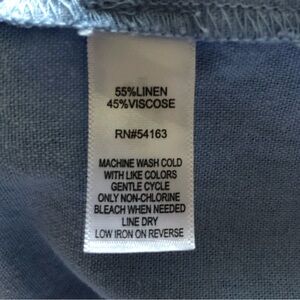 55%LINEN
45%VISCOSE
RN#54163
MACHINE WASH COLD
WITH LIKE COLORS
GENTLE CYCLE
ONLY NON-CHLORINE
BLEACH WHEN NEEDED
LINE DRY
LOW IRON ON REVERSE